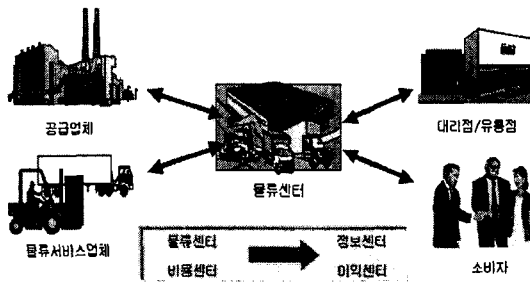 공급업체
대리점/유통점
물류센터
물류서비스업체
소비자
물류센터
정보센터
비용센터
이익센터